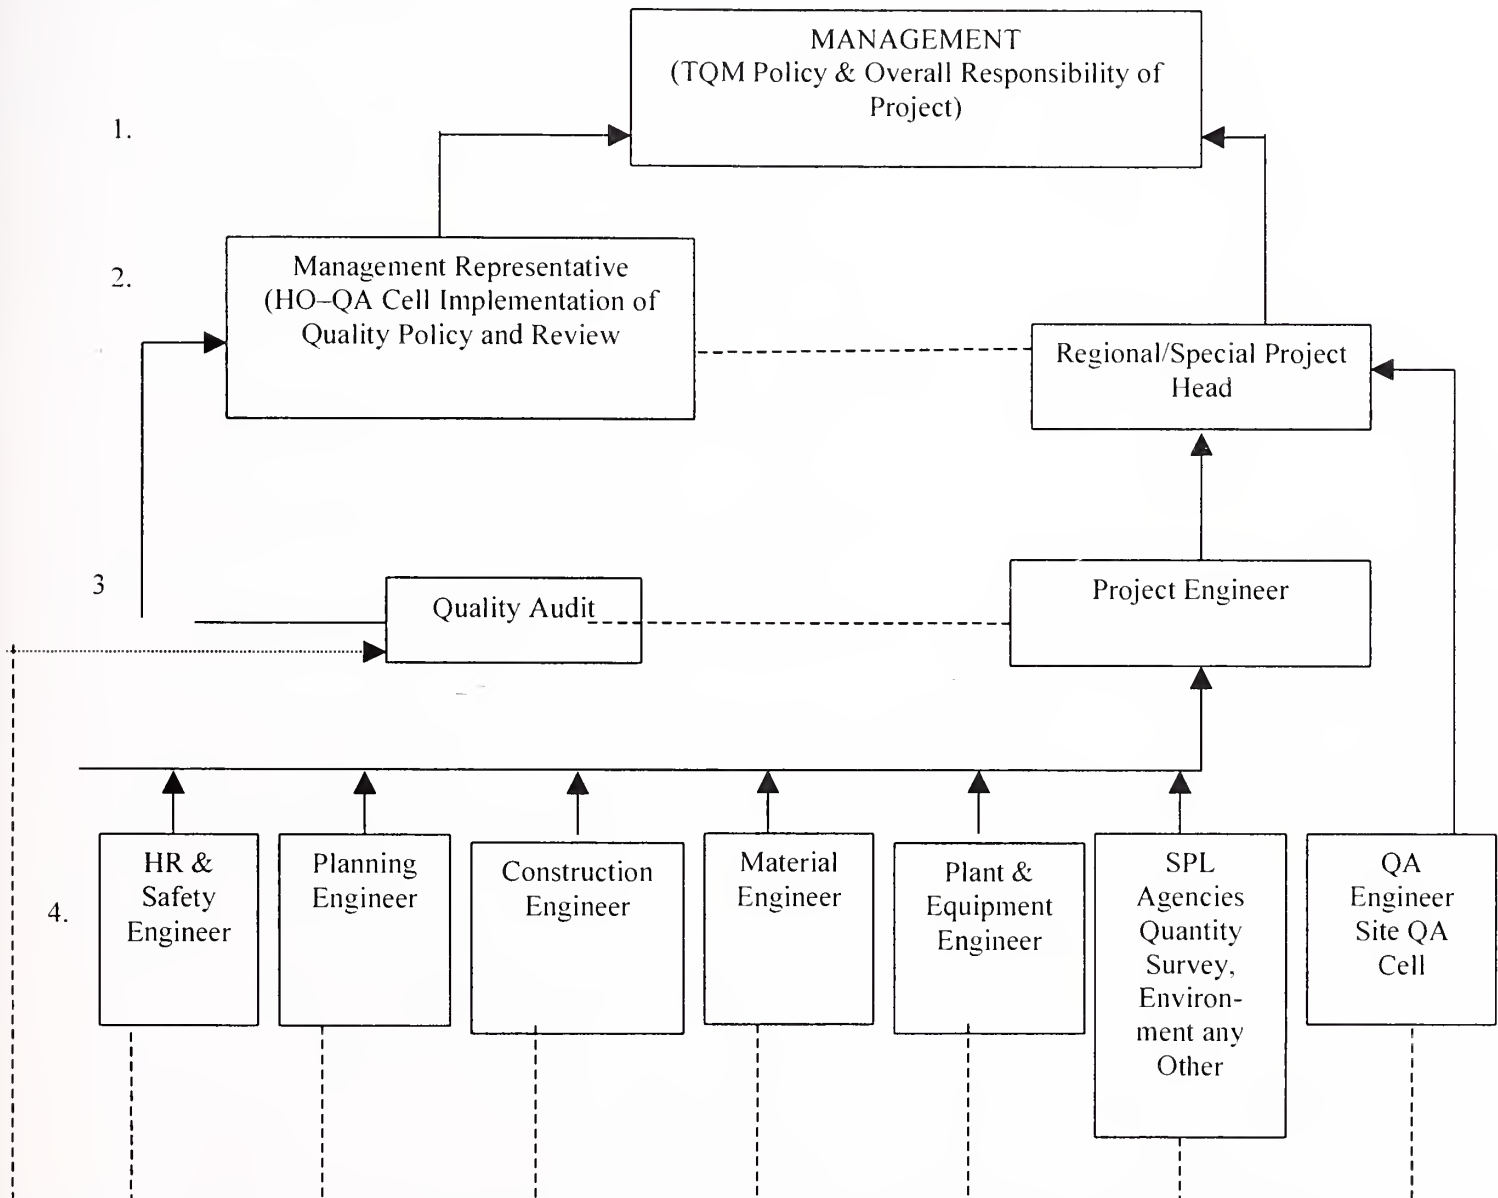 MANAGEMENT
(TQM Policy & Overall Responsibility of
Project)
1.
2.
Management Representative
(HO–QA Cell Implementation of
Quality Policy and Review
Regional/Special Project
Head
3
Quality Audit
Project Engineer
4.
HR &
Safety
Engineer
Planning
Engineer
Construction
Engineer
Material
Engineer
Plant &
Equipment
Engineer
SPL
Agencies
Quantity
Survey,
Environ-
ment any
Other
QA
Engineer
Site QA
Cell